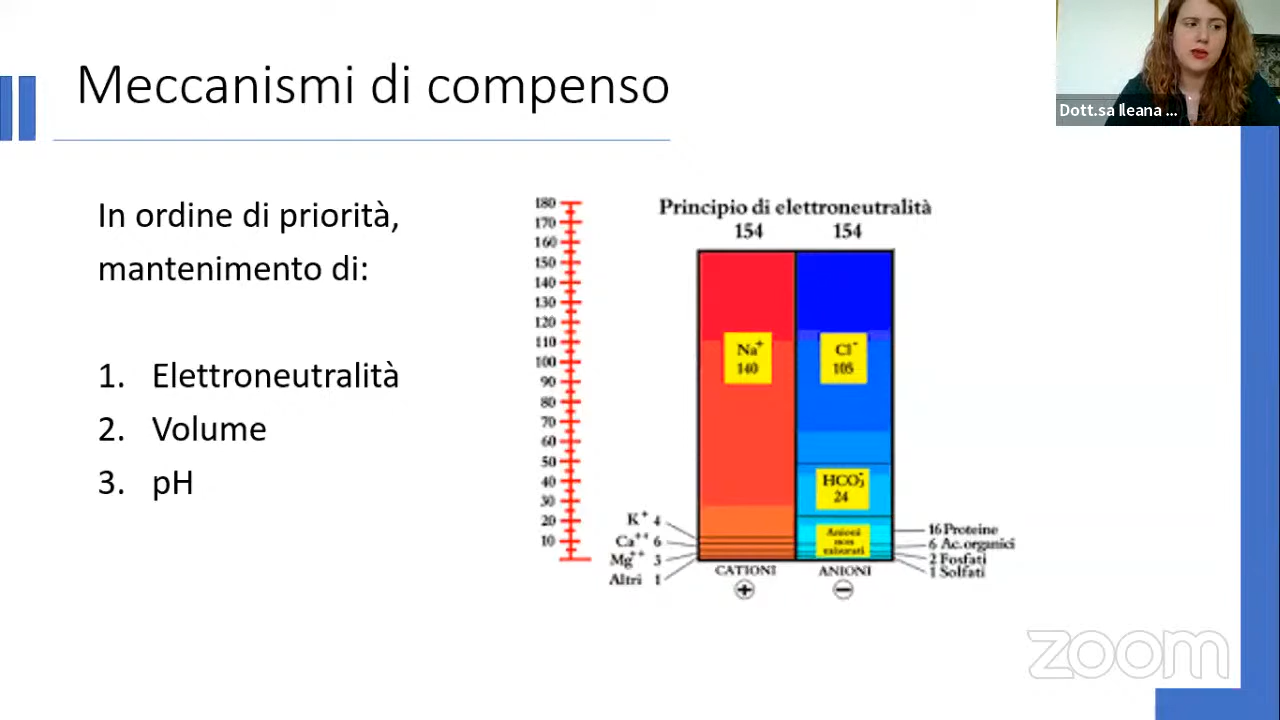 Meccanismi di compenso
Dott.sa Ileana ...
In ordine di priorità,
mantenimento di:
1. Elettroneutralità
2. Volume
3. pH
Principio di elettroneutralità
154 154
180
170
160
150
140
130
120
110
100
90
80
70
60
50
40
30
20
10
Na⁺
140
Cl⁻
105
HCO₃⁻
24
Anioni
non
misurati
K⁺ 4
Ca⁺⁺ 6
Mg⁺⁺ 3
Altri 1
16 Proteine
6 Ac. organici
2 Fosfati
1 Solfati
CATIONI ANIONI
+ −
zoom